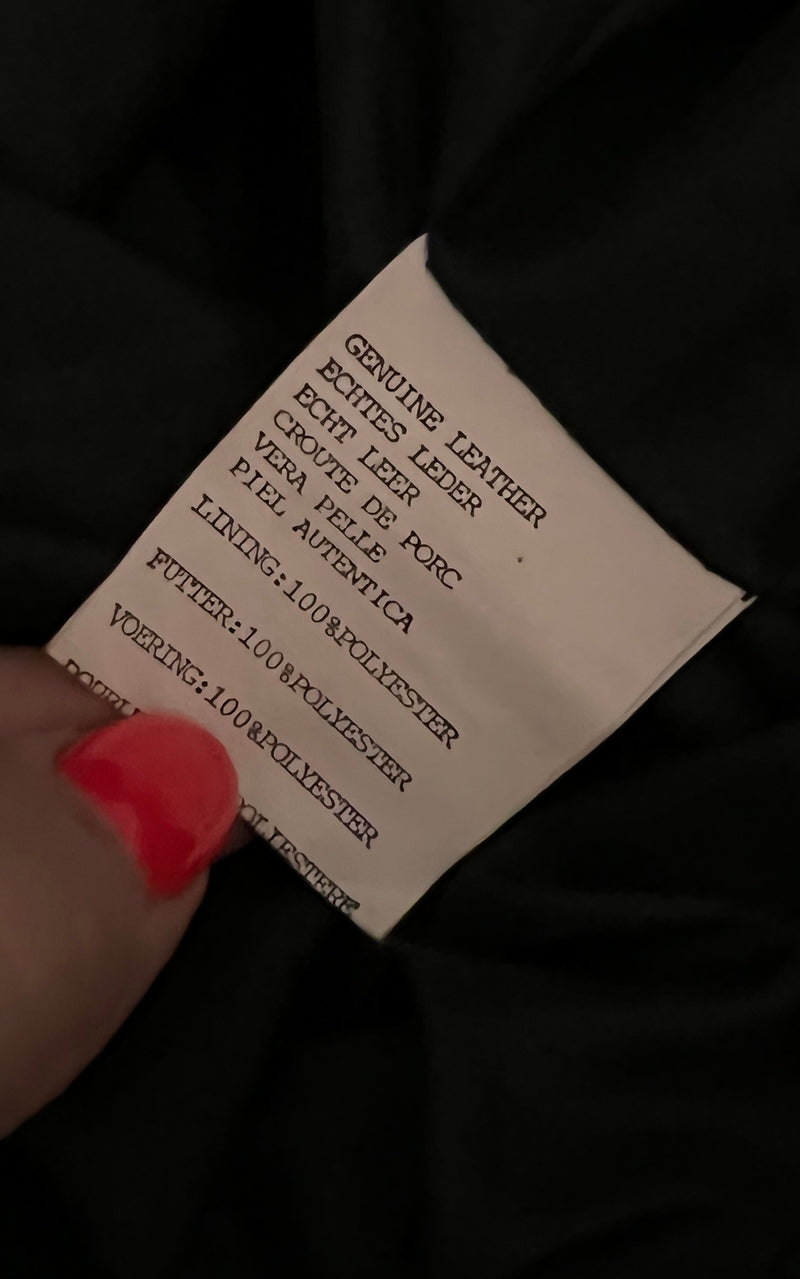 GENUINE LEATHER
ECHTES LEDER
ECHT LEER
CROUTE DE PORC
VERA PELLE
PIEL AUTENTICA
LINING:100%POLYESTER
FUTTER:100%POLYESTER
VOERING:100%POLYESTER